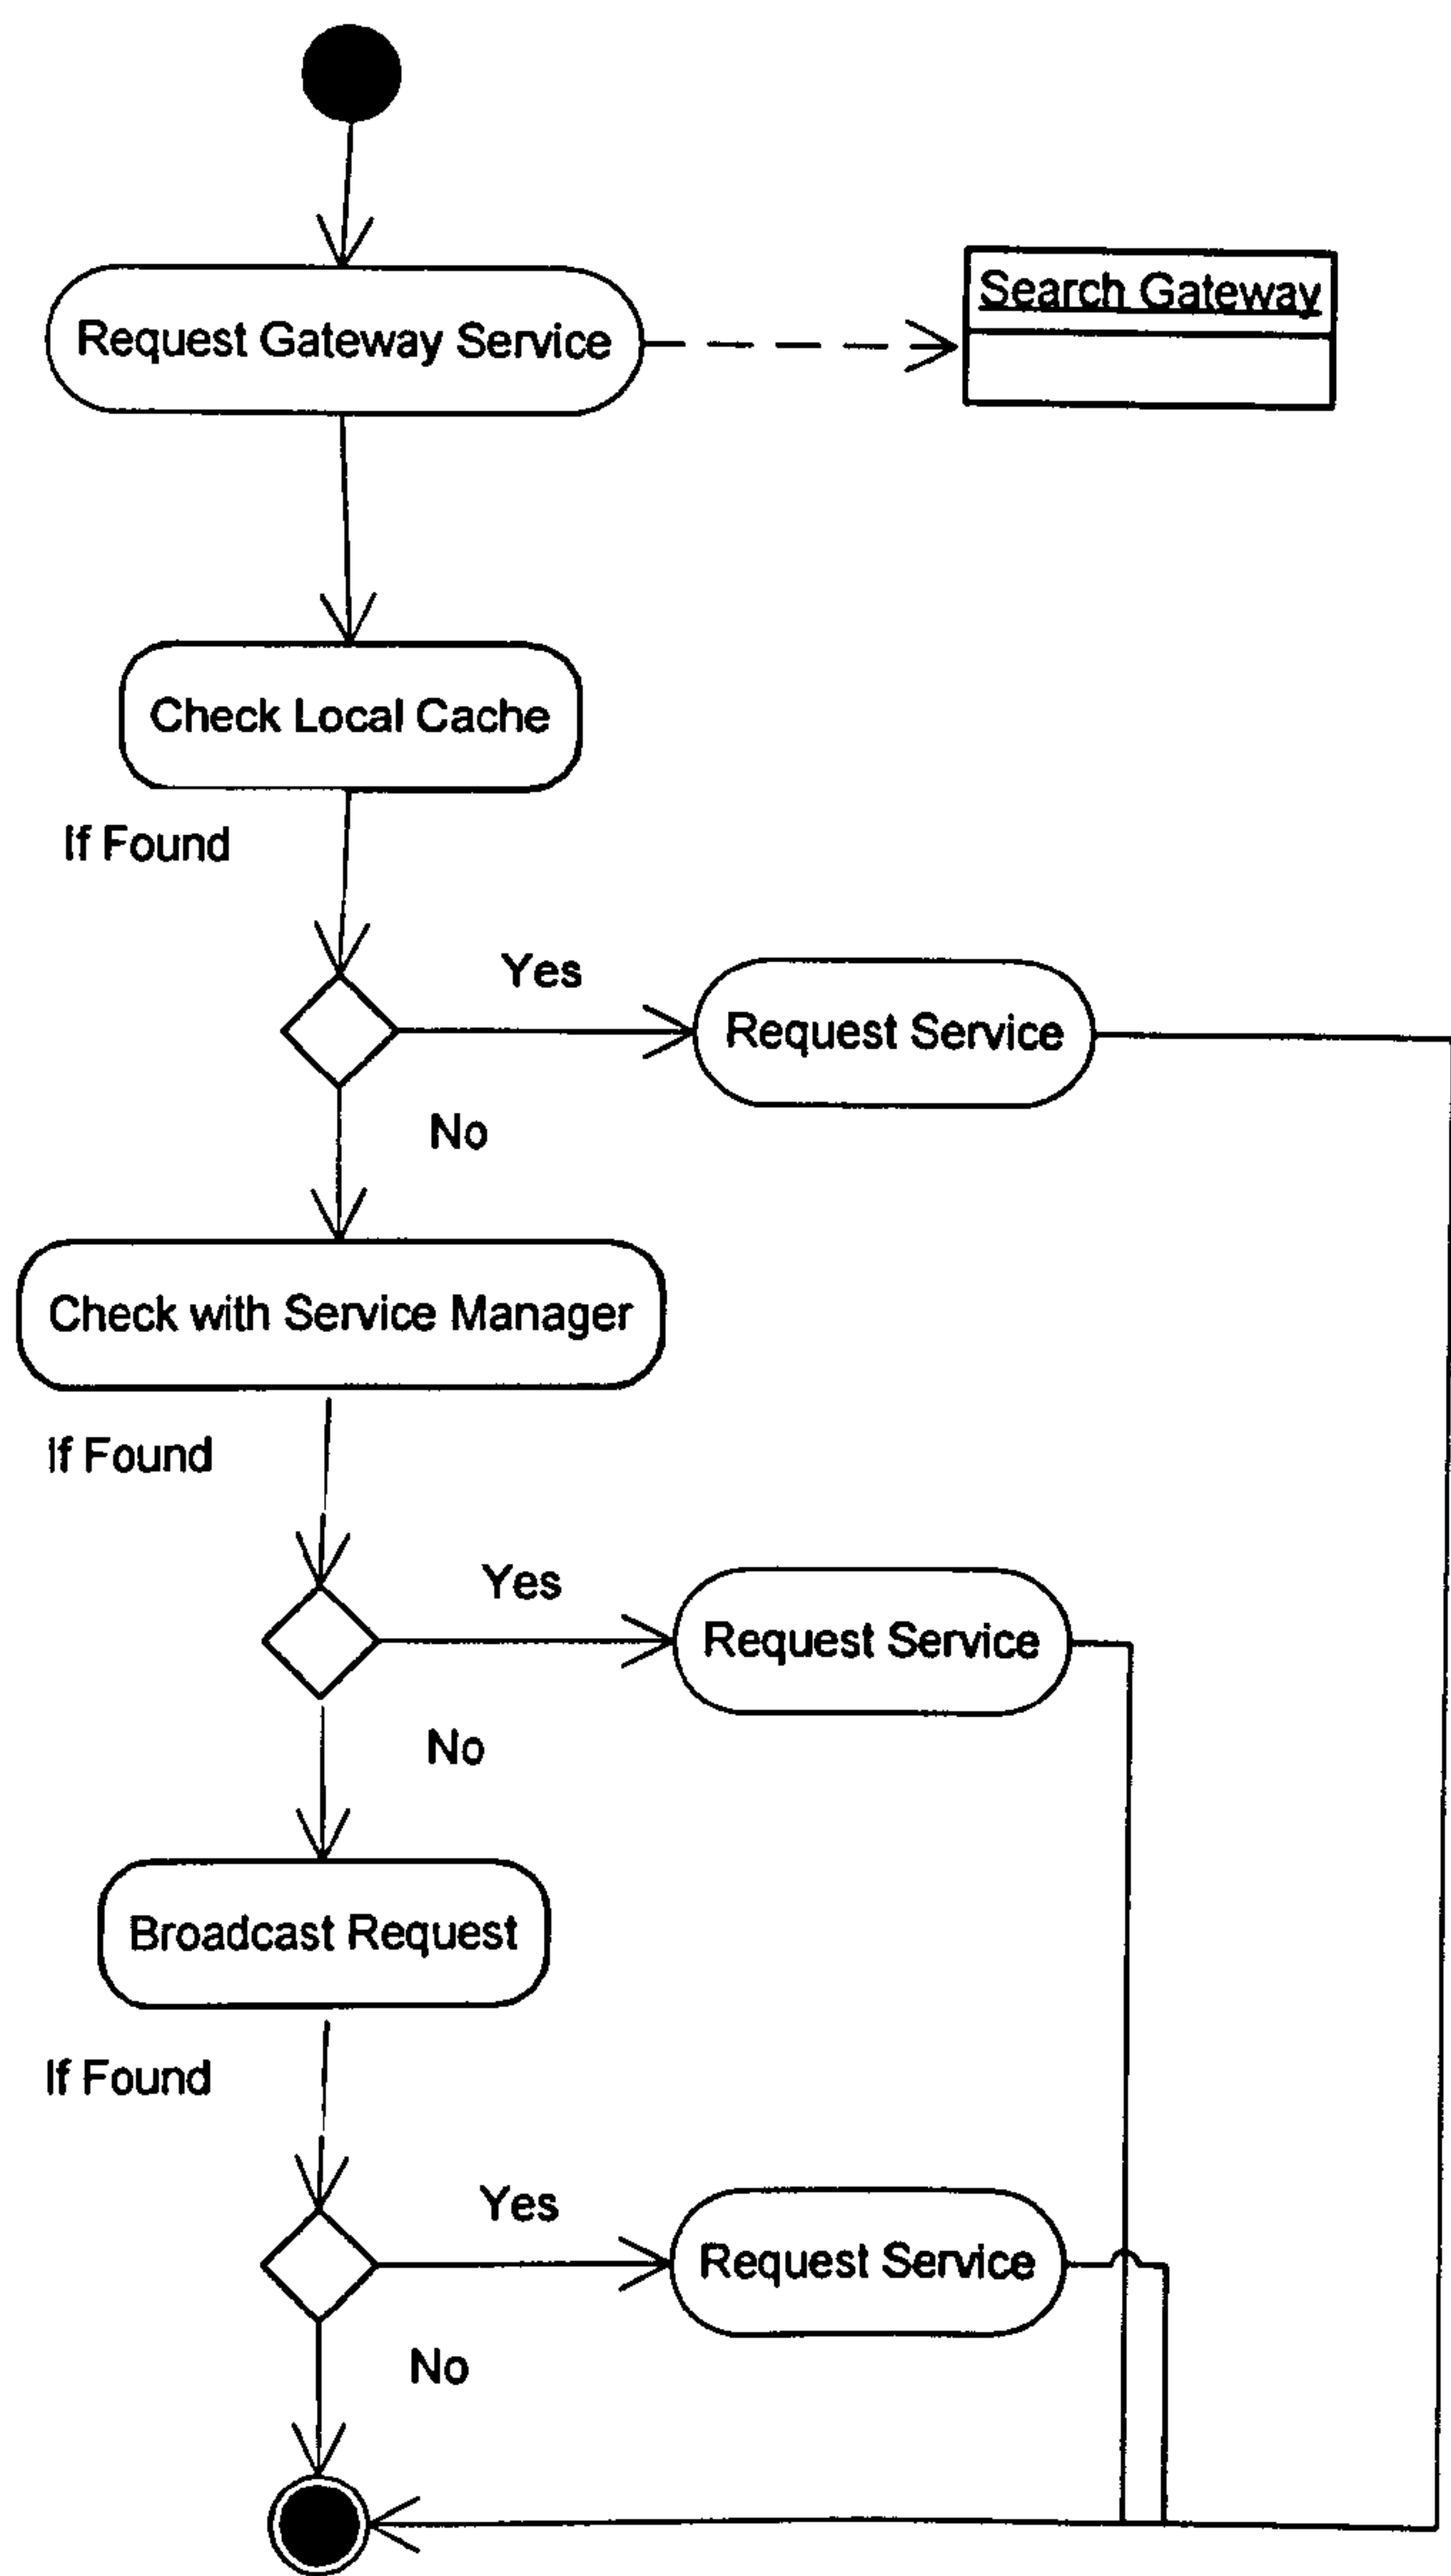 Request Gateway Service
Search Gateway
Check Local Cache
If Found
Yes
Request Service
No
Check with Service Manager
If Found
Yes
Request Service
No
Broadcast Request
If Found
Yes
Request Service
No